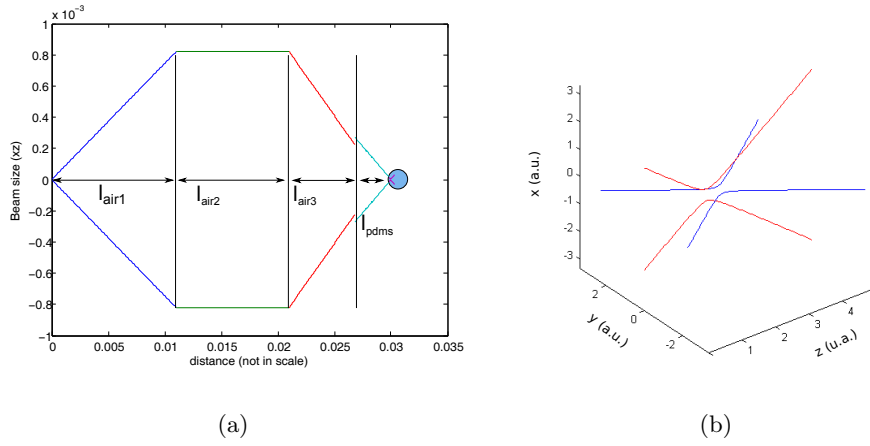 x 10⁻³
1
0.8
0.6
0.4
0.2
0
−0.2
−0.4
−0.6
−0.8
−1
Beam size (xz)
l_air1
l_air2
l_air3
l_pdms
0 0.005 0.01 0.015 0.02 0.025 0.03 0.035
distance (not in scale)
(a)
3
2
1
0
-1
-2
-3
x (a.u.)
2 0 -2
y (a.u.)
1 2 3 4
z (u.a.)
(b)